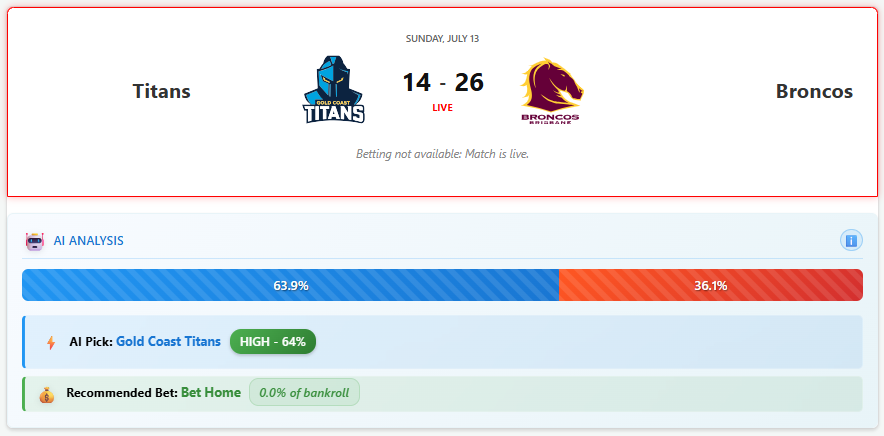 SUNDAY, JULY 13
Titans
GOLD COAST
TITANS
14 - 26
LIVE
BRONCOS
BRISBANE
Broncos
Betting not available: Match is live.
AI ANALYSIS
i
63.9%
36.1%
AI Pick: Gold Coast Titans HIGH - 64%
Recommended Bet: Bet Home 0.0% of bankroll